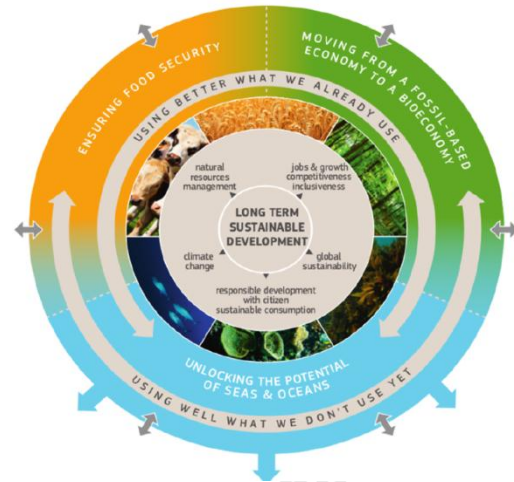 ENSURING FOOD SECURITY
MOVING FROM A FOSSIL-BASED
ECONOMY TO A BIOECONOMY
USING BETTER WHAT WE ALREADY USE
natural
resources
management
jobs & growth
competitiveness
inclusiveness
LONG TERM
SUSTAINABLE
DEVELOPMENT
climate
change
global
sustainability
responsible development
with citizen
sustainable consumption
UNLOCKING THE POTENTIAL
OF SEAS & OCEANS
USING WELL WHAT WE DON'T USE YET